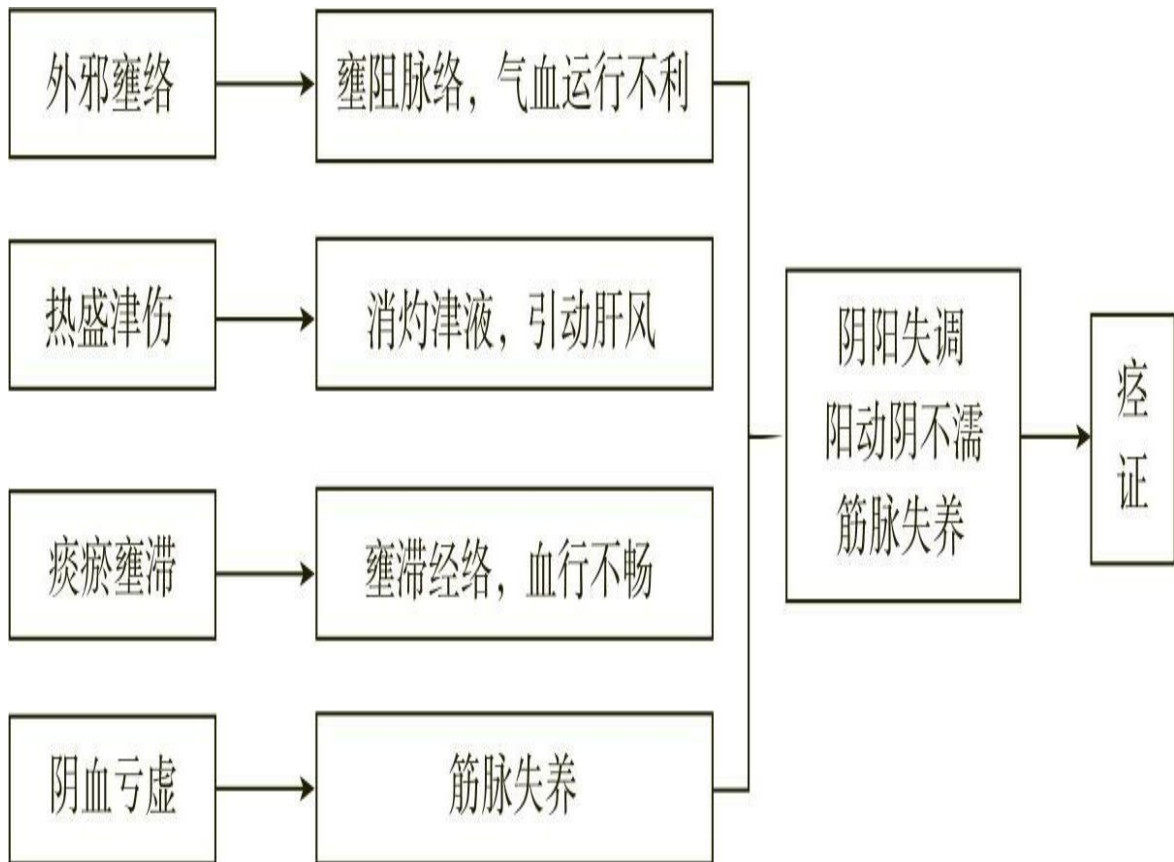 外邪壅络
壅阻脉络，气血运行不利
热盛津伤
消灼津液，引动肝风
痰瘀壅滞
壅滞经络，血行不畅
阴血亏虚
筋脉失养
阴阳失调
阳动阴不濡
筋脉失养
痉
证